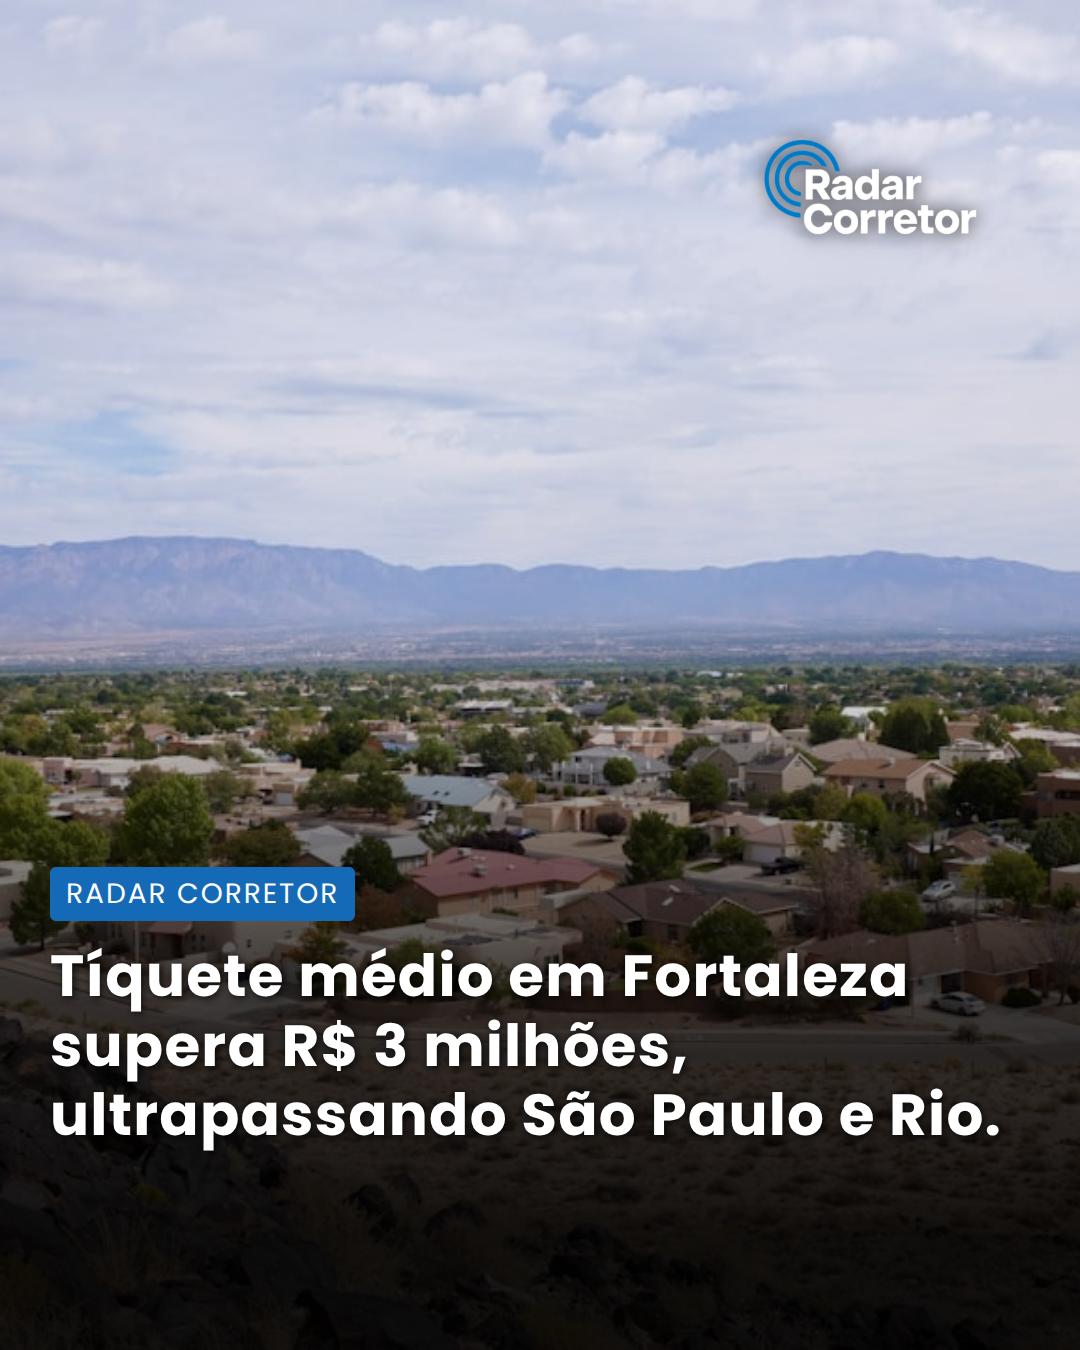 Radar
Corretor
RADAR CORRETOR
Tíquete médio em Fortaleza
supera R$ 3 milhões,
ultrapassando São Paulo e Rio.